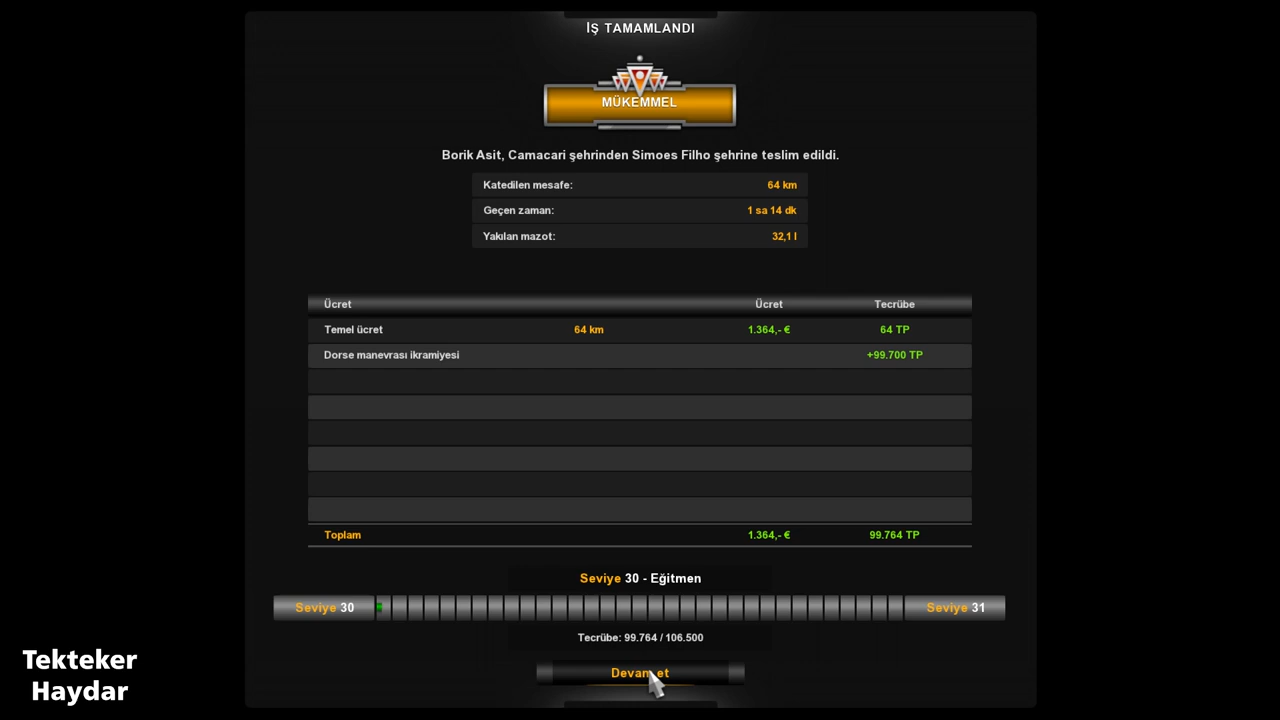 İŞ TAMAMLANDI
MÜKEMMEL
Borik Asit, Camacari şehrinden Simoes Filho şehrine teslim edildi.
Katedilen mesafe: 64 km
Geçen zaman: 1 sa 14 dk
Yakılan mazot: 32,1 l
Ücret Ücret Tecrübe
Temel ücret 64 km 1.364,- € 64 TP
Dorse manevrası ikramiyesi +99.700 TP
Toplam 1.364,- € 99.764 TP
Seviye 30 - Eğitmen
Seviye 30 Seviye 31
Tecrübe: 99.764 / 106.500
Devam et
Tekteker
Haydar